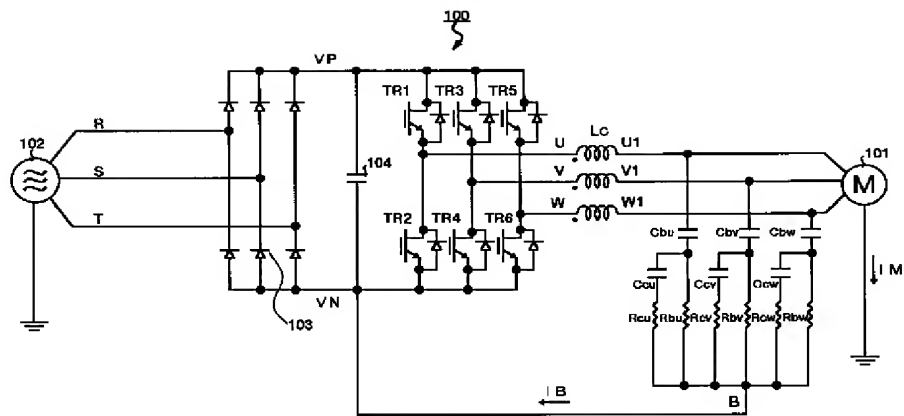 100
VP
TR1 TR3 TR5
R
102
S
104
T
U Lc U1
V V1
W W1
101
M
TR2 TR4 TR6
Cbu Cbv Cbw
Ccu Ccv Ccw
IM
VN
103
Rcu Rbu Rcv Rbv Rcw Rbw
IB
B